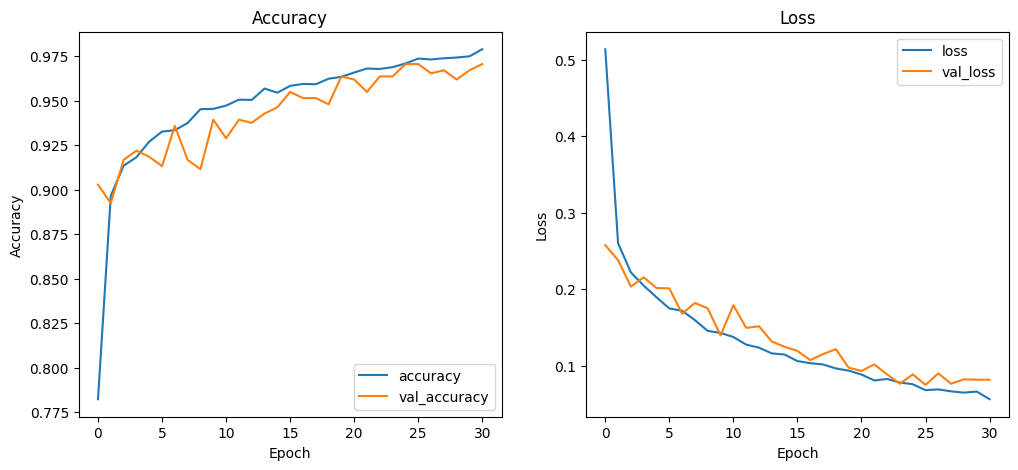 Accuracy
Accuracy
0.975
0.950
0.925
0.900
0.875
0.850
0.825
0.800
0.775
accuracy
val_accuracy
0 5 10 15 20 25 30
Epoch
Loss
Loss
0.5
0.4
0.3
0.2
0.1
loss
val_loss
0 5 10 15 20 25 30
Epoch